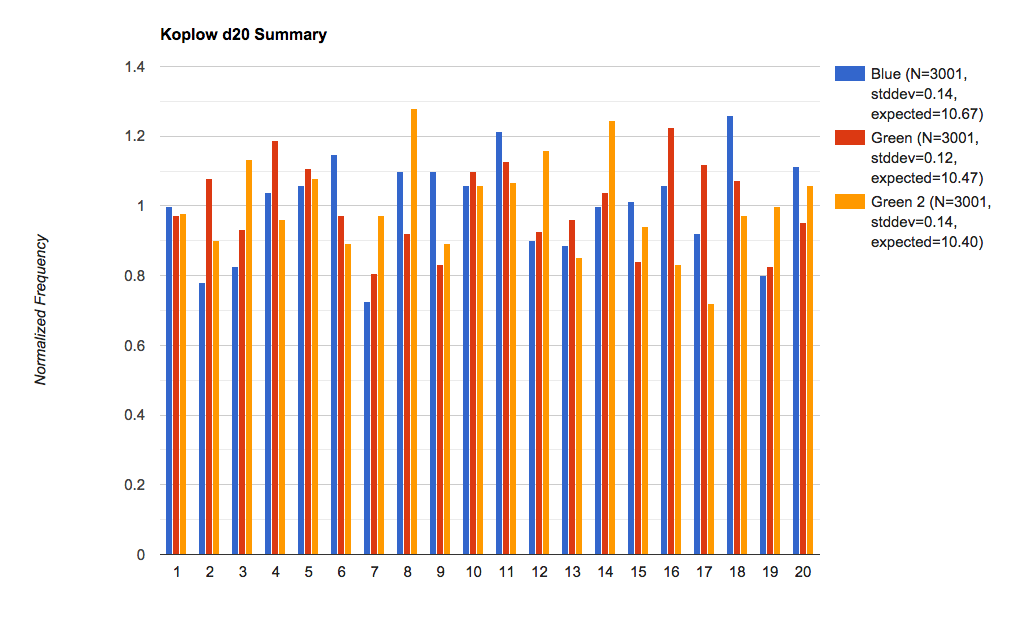 Koplow d20 Summary
1.4
1.2
1
0.8
0.6
0.4
0.2
0
Normalized Frequency
1 2 3 4 5 6 7 8 9 10 11 12 13 14 15 16 17 18 19 20
Blue (N=3001,
stddev=0.14,
expected=10.67)
Green (N=3001,
stddev=0.12,
expected=10.47)
Green 2 (N=3001,
stddev=0.14,
expected=10.40)